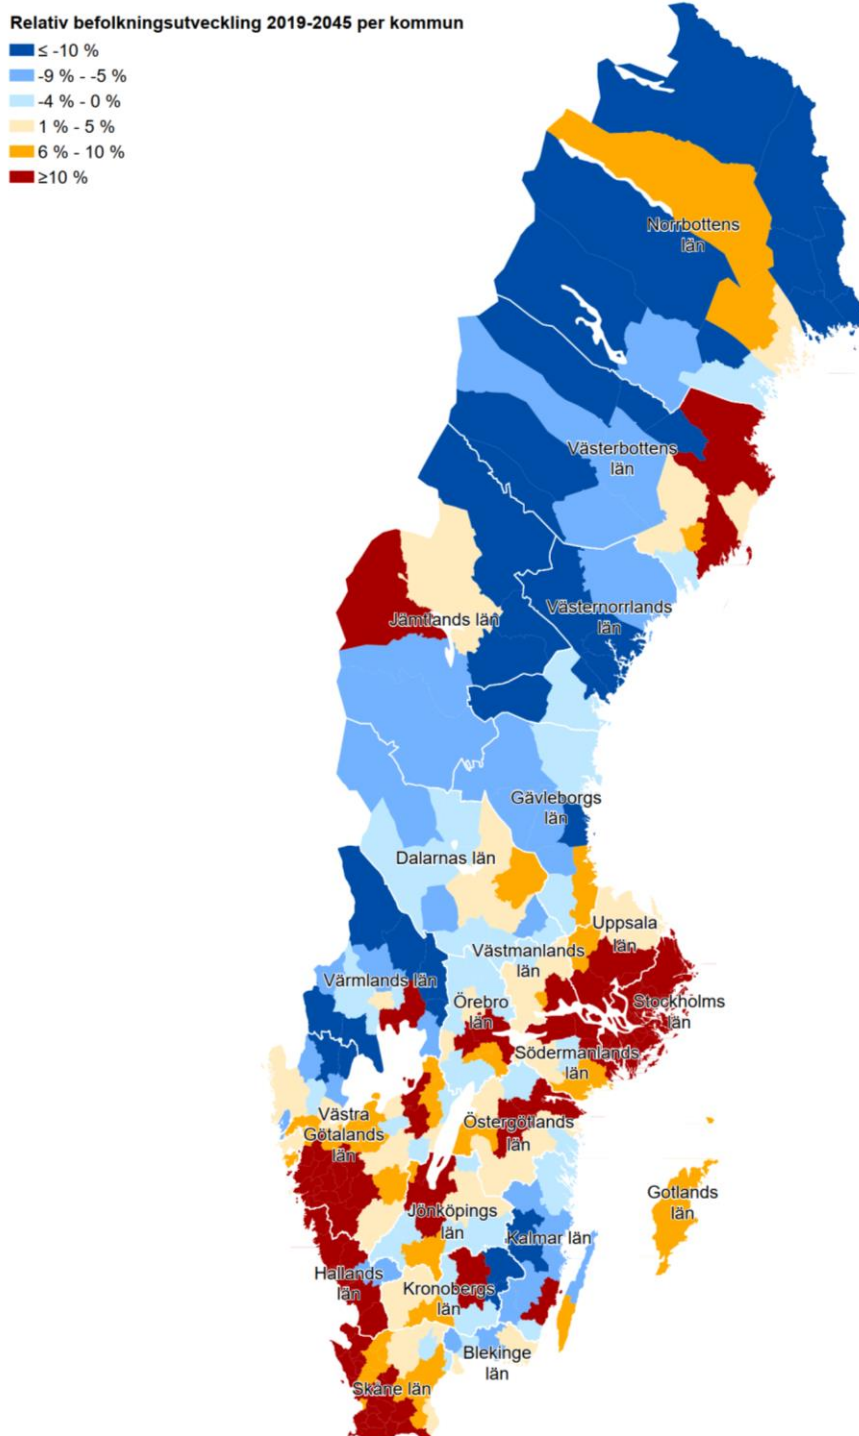 Relativ befolkningsutveckling 2019-2045 per kommun
≤ -10 %
-9 % - -5 %
-4 % - 0 %
1 % - 5 %
6 % - 10 %
≥10 %
Norrbottens
län
Västerbottens
län
Västernorrlands
län
Jämtlands län
Gävleborgs
län
Dalarnas län
Uppsala
län
Västmanlands
län
Värmlands län
Örebro
län
Stockholms
län
Södermanlands
län
Västra
Götalands
län
Östergötlands
län
Gotlands
län
Jönköpings
län
Kalmar län
Hallands
län
Kronobergs
län
Blekinge
län
Skåne län